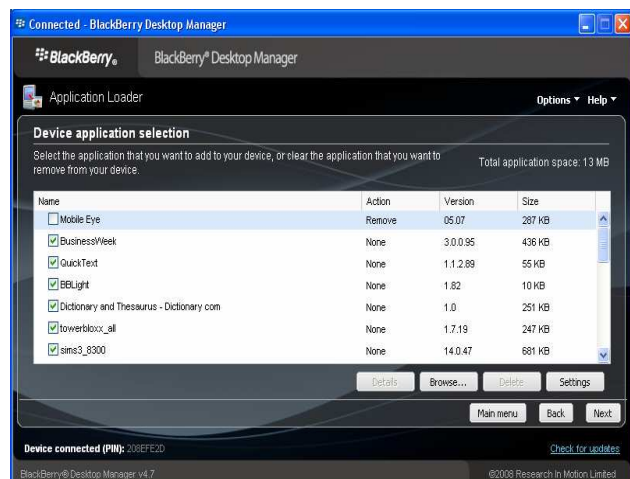 Connected - BlackBerry Desktop Manager
BlackBerry® BlackBerry® Desktop Manager
Application Loader Options Help
Device application selection
Select the application that you want to add to your device, or clear the application that you want to
remove from your device.
Total application space: 13 MB
Name Action Version Size
Mobile Eye Remove 05.07 287 KB
BusinessWeek None 3.0.0.95 436 KB
QuickText None 1.1.2.89 55 KB
BBLight None 1.82 10 KB
Dictionary and Thesaurus - Dictionary com None 1.0 251 KB
towerbloxx_all None 1.7.19 247 KB
sims3_8300 None 14.0.47 681 KB
Details Browse... Delete Settings
Main menu Back Next
Device connected (PIN): 208EFE2D Check for updates
BlackBerry® Desktop Manager v4.7 ©2008 Research In Motion Limited